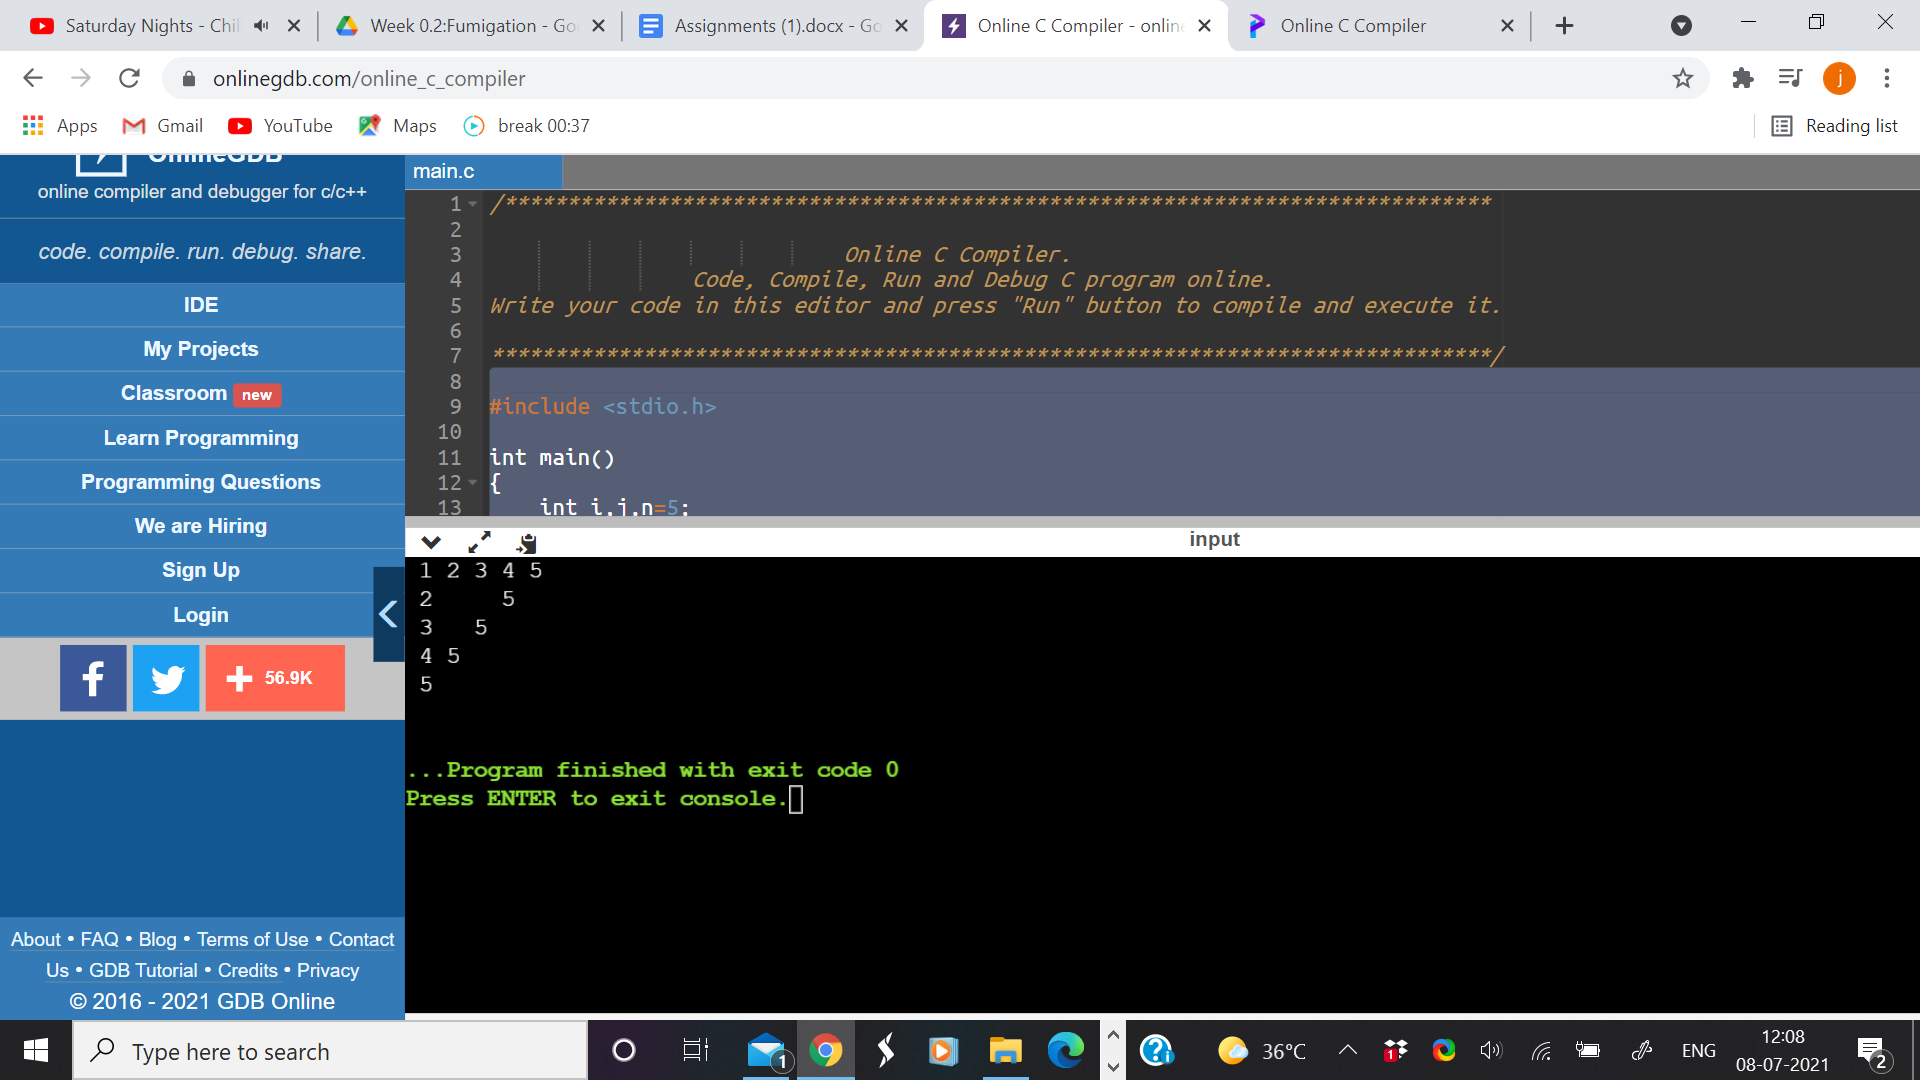 Saturday Nights - Chil
Week 0.2:Fumigation - Go
Assignments (1).docx - Go
Online C Compiler - online
Online C Compiler
onlinegdb.com/online_c_compiler
j
Apps
Gmail
YouTube
Maps
break 00:37
Reading list
OnlineGDB
online compiler and debugger for c/c++
code. compile. run. debug. share.
IDE
My Projects
Classroom new
Learn Programming
Programming Questions
We are Hiring
Sign Up
Login
f
56.9K
About • FAQ • Blog • Terms of Use • Contact
Us • GDB Tutorial • Credits • Privacy
© 2016 - 2021 GDB Online
main.c
1 /******************************************************************************
2
3 Online C Compiler.
4 Code, Compile, Run and Debug C program online.
5 Write your code in this editor and press "Run" button to compile and execute it.
6
7 *******************************************************************************/
8
9 #include <stdio.h>
10
11 int main()
12 {
13 int i,j,n=5;
input
1 2 3 4 5
2     5
3   5
4 5
5
...Program finished with exit code 0
Press ENTER to exit console.
Type here to search
1
36°C
1
ENG
12:08
08-07-2021
2